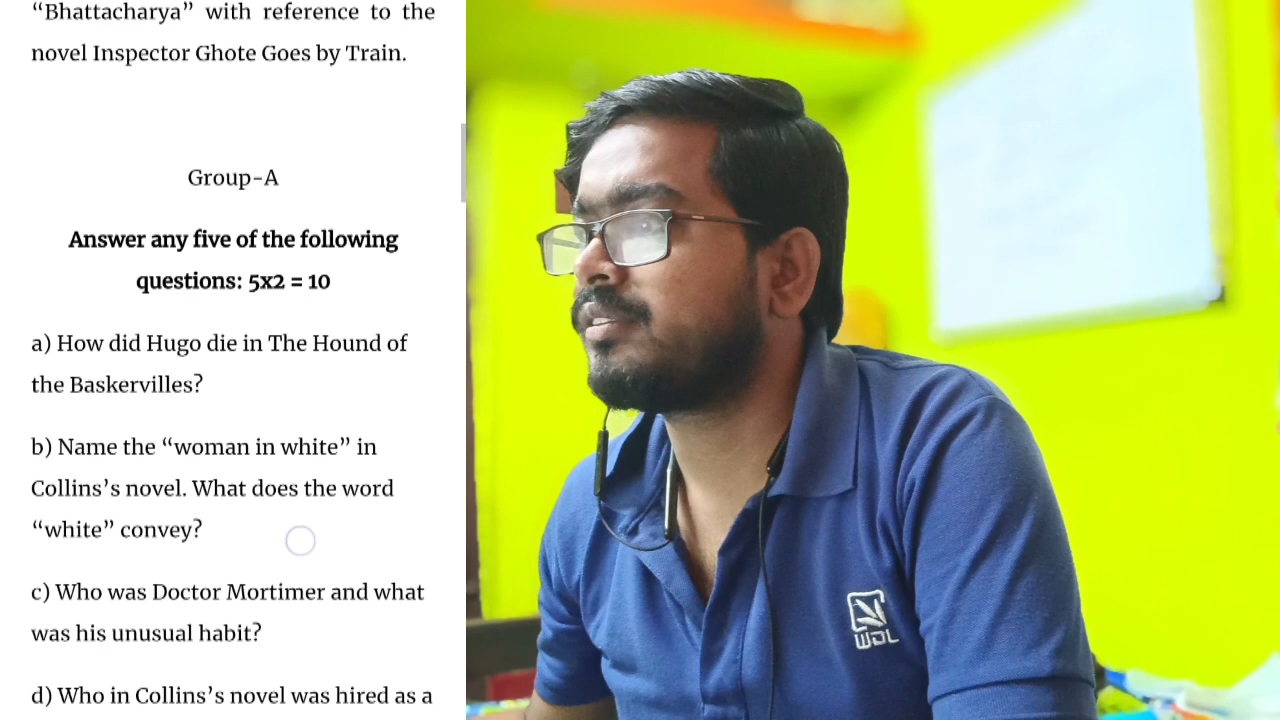 “Bhattacharya” with reference to the
novel Inspector Ghote Goes by Train.
Group-A
Answer any five of the following
questions: 5x2 = 10
a) How did Hugo die in The Hound of
the Baskervilles?
b) Name the “woman in white” in
Collins’s novel. What does the word
“white” convey?
c) Who was Doctor Mortimer and what
was his unusual habit?
d) Who in Collins’s novel was hired as a
WDL